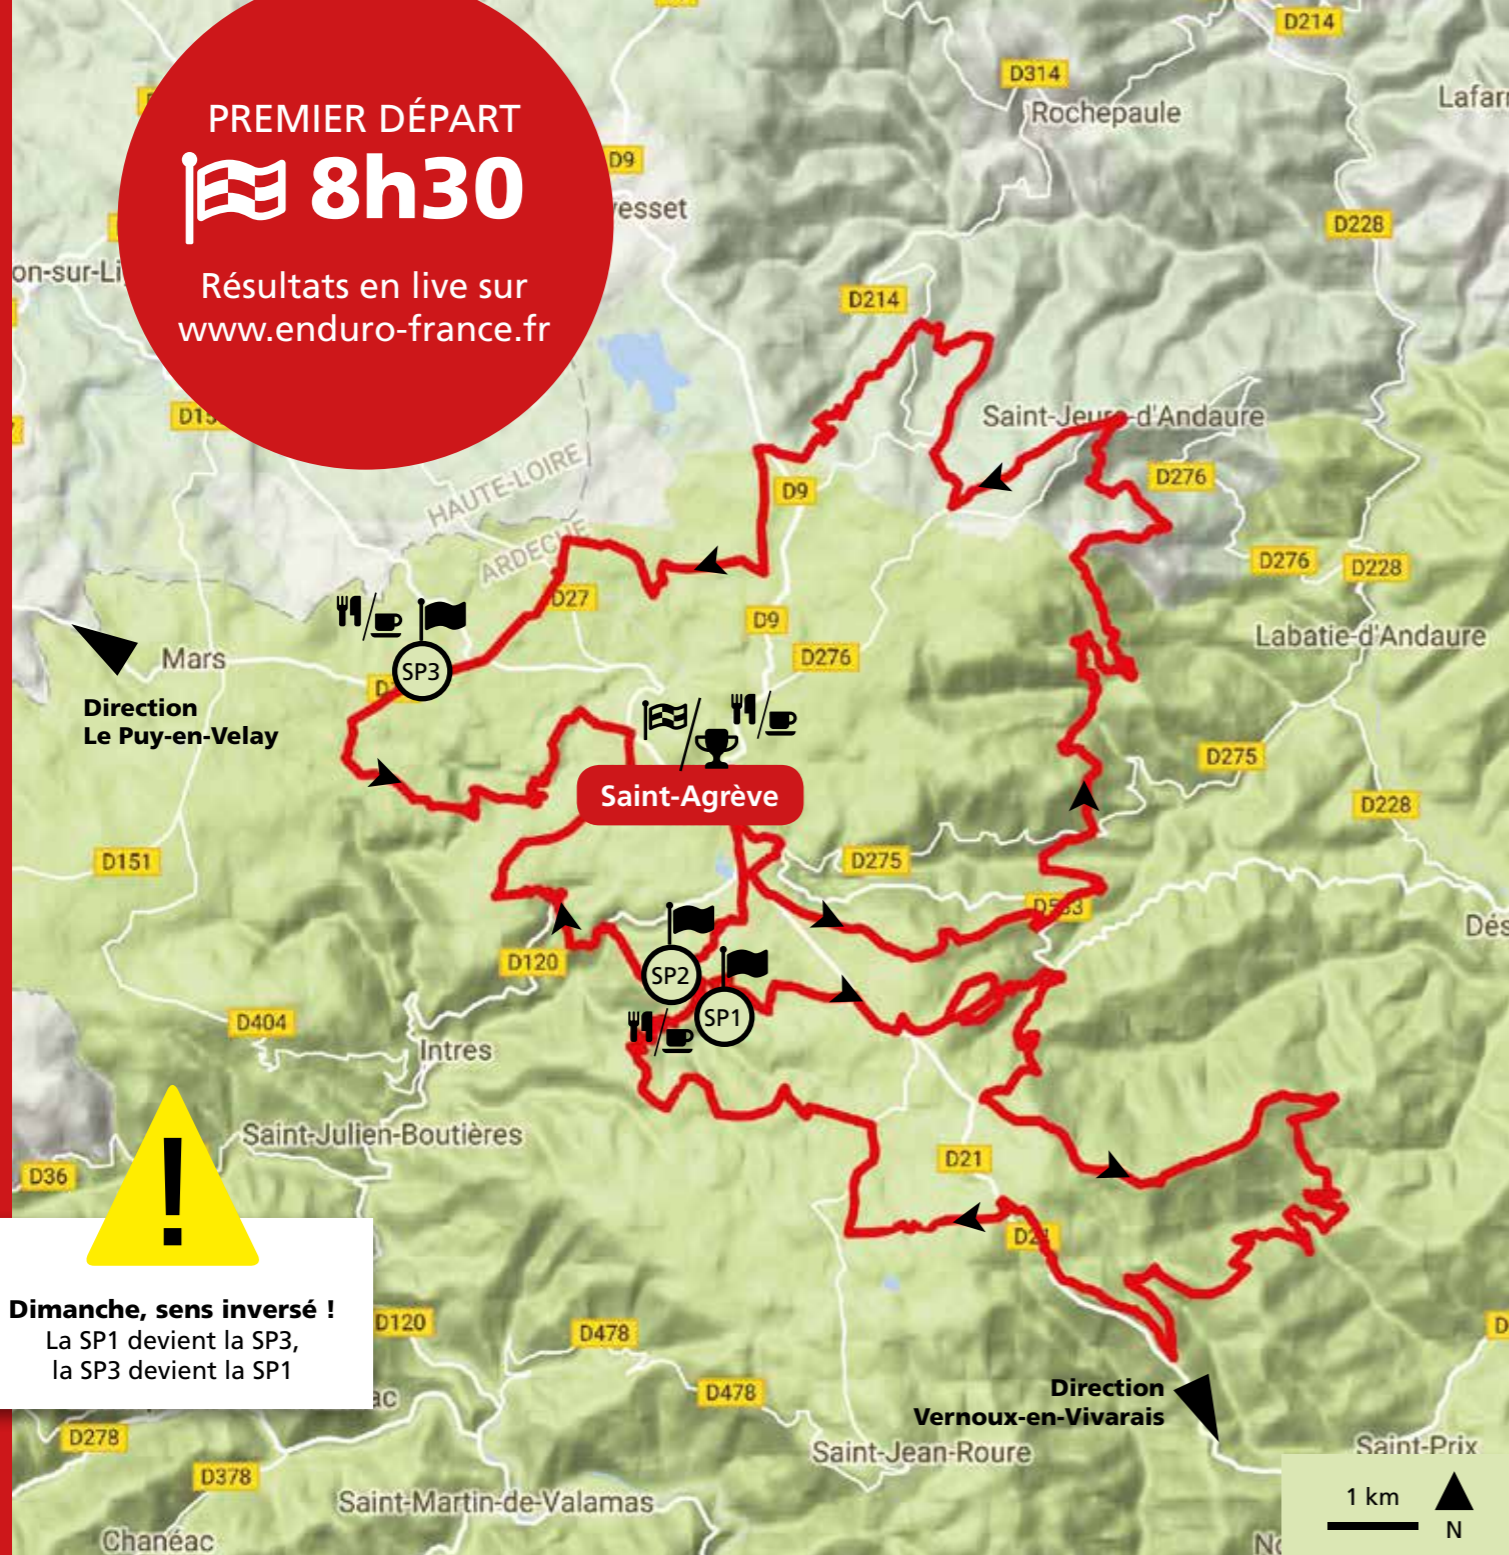 D214
D314
Rochepaule
PREMIER DÉPART
8h30
D9
Résultats en live sur
www.enduro-france.fr
D228
D214
Saint-Jeure-d'Andaure
D276
HAUTE-LOIRE
ARDECHE
D9
D27
D276
D228
D9
Labatie-d'Andaure
D276
Mars
SP3
Direction
Le Puy-en-Velay
D275
Saint-Agrève
D228
D151
D275
D533
D120
SP2
SP1
D404
Intres
Saint-Julien-Boutières
D36
D21
D21
!
Dimanche, sens inversé !
La SP1 devient la SP3,
la SP3 devient la SP1
D120
D478
D478
Direction
Vernoux-en-Vivarais
D278
D378
Saint-Jean-Roure
Saint-Prix
Saint-Martin-de-Valamas
1 km
N
Chanéac